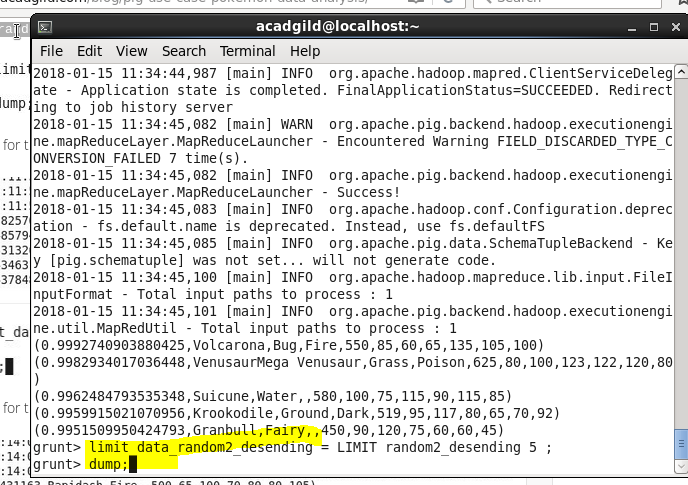 acadgild@localhost:~
File Edit View Search Terminal Help
2018-01-15 11:34:44,987 [main] INFO  org.apache.hadoop.mapred.ClientServiceDeleg
ate - Application state is completed. FinalApplicationStatus=SUCCEEDED. Redirect
ing to job history server
2018-01-15 11:34:45,082 [main] WARN  org.apache.pig.backend.hadoop.executionengi
ne.mapReduceLayer.MapReduceLauncher - Encountered Warning FIELD_DISCARDED_TYPE_C
ONVERSION_FAILED 7 time(s).
2018-01-15 11:34:45,082 [main] INFO  org.apache.pig.backend.hadoop.executionengi
ne.mapReduceLayer.MapReduceLauncher - Success!
2018-01-15 11:34:45,083 [main] INFO  org.apache.hadoop.conf.Configuration.deprec
ation - fs.default.name is deprecated. Instead, use fs.defaultFS
2018-01-15 11:34:45,085 [main] INFO  org.apache.pig.data.SchemaTupleBackend - Ke
y [pig.schematuple] was not set... will not generate code.
2018-01-15 11:34:45,100 [main] INFO  org.apache.hadoop.mapreduce.lib.input.FileI
nputFormat - Total input paths to process : 1
2018-01-15 11:34:45,101 [main] INFO  org.apache.pig.backend.hadoop.executionengi
ne.util.MapRedUtil - Total input paths to process : 1
(0.9992740903880425,Volcarona,Bug,Fire,550,85,60,65,135,105,100)
(0.9982934017036448,VenusaurMega Venusaur,Grass,Poison,625,80,100,123,122,120,80
)
(0.9962484793535348,Suicune,Water,,580,100,75,115,90,115,85)
(0.9959915021070956,Krookodile,Ground,Dark,519,95,117,80,65,70,92)
(0.9951509950424793,Granbull,Fairy,,450,90,120,75,60,60,45)
grunt> limit_data_random2_desending = LIMIT random2_desending 5 ;
grunt> dump;